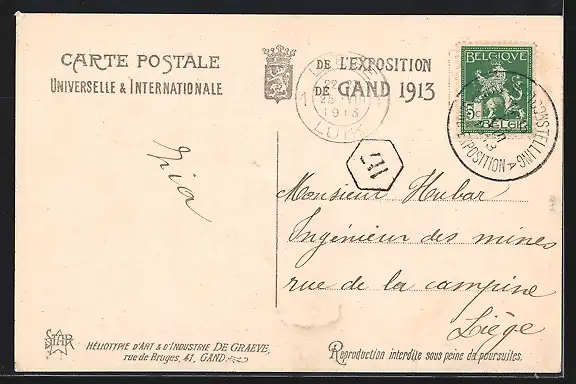 CARTE POSTALE
UNIVERSELLE & INTERNATIONALE
DE L'EXPOSITION
DE GAND 1913
1913
LUIK
BELGIQUE
5c
BELGIË
TENTOONSTELLING
EXPOSITION
Monsieur Hubar
Ingénieur des mines
rue de la campine
Liège
STAR
HÉLIOTYPIE D'ART & D'INDUSTRIE DE GRAEVE,
rue de Bruges, 41, GAND.
Reproduction interdite sous peine de poursuites.